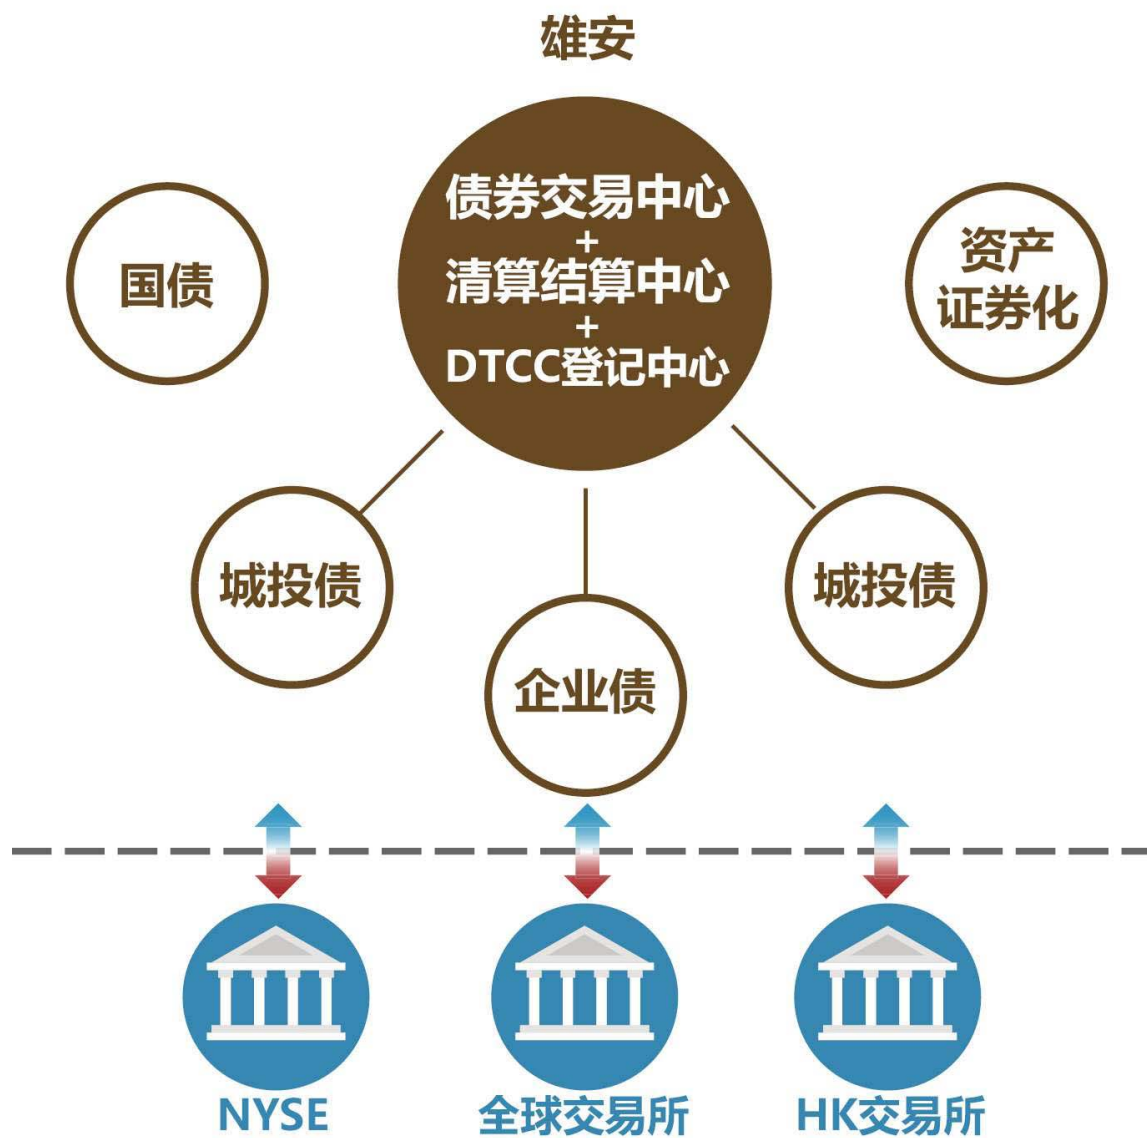 雄安
债券交易中心
+
清算结算中心
+
DTCC登记中心
国债
资产
证券化
城投债
城投债
企业债
NYSE
全球交易所
HK交易所